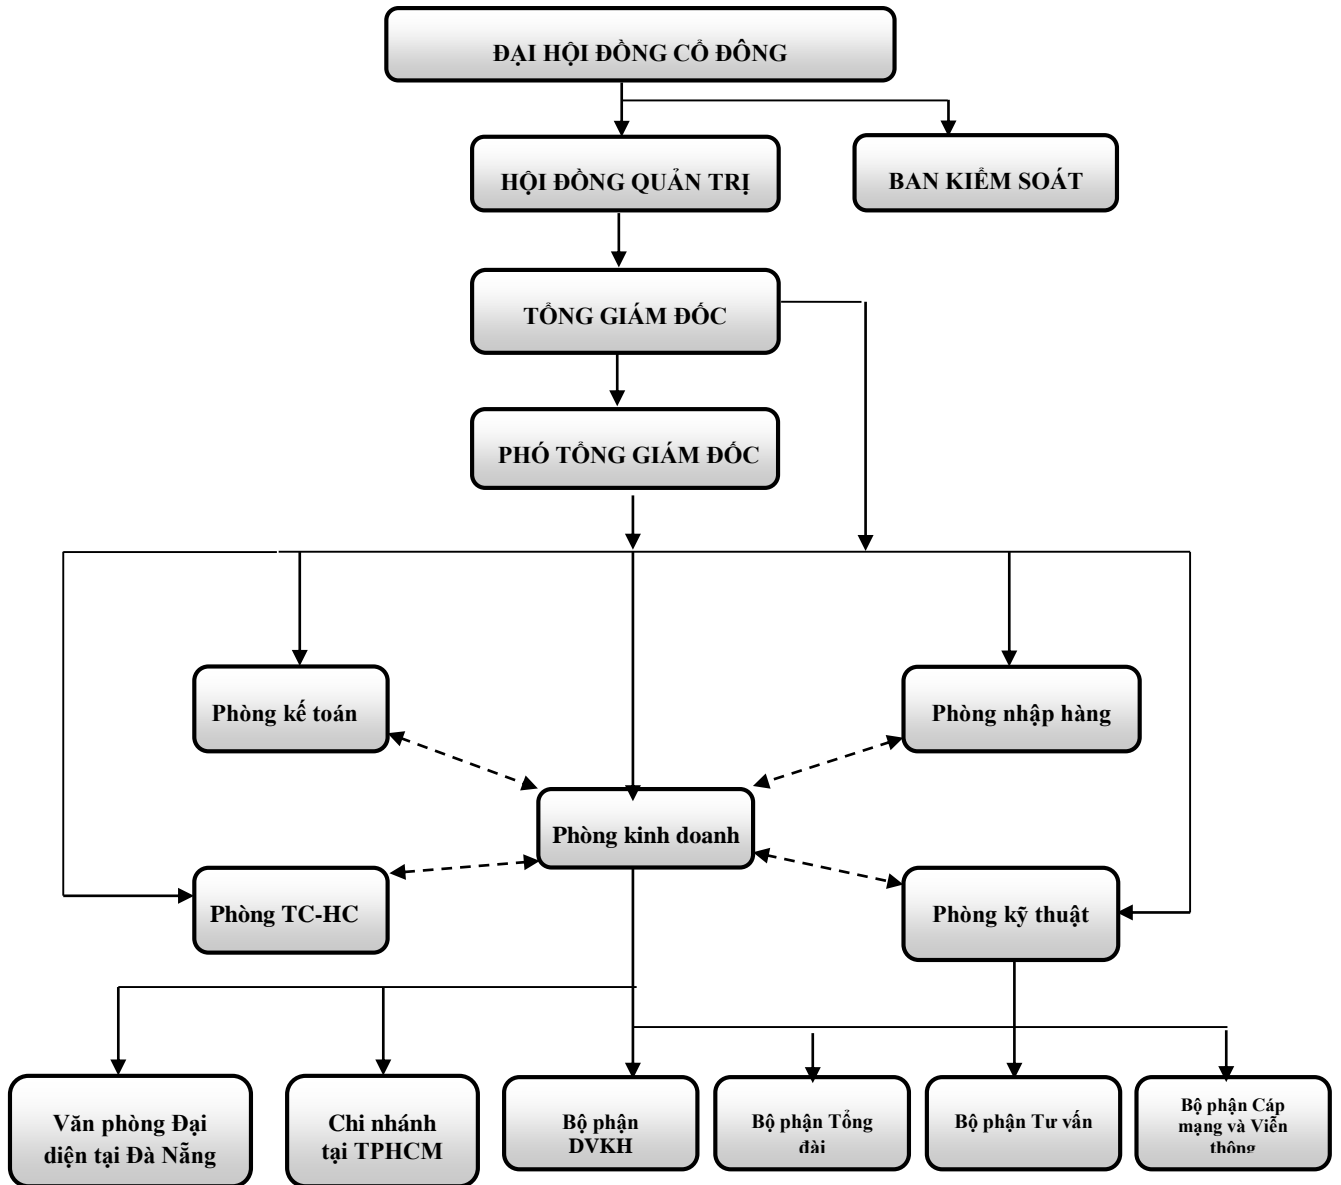 ĐẠI HỘI ĐỒNG CỔ ĐÔNG
HỘI ĐỒNG QUẢN TRỊ
BAN KIỂM SOÁT
TỔNG GIÁM ĐỐC
PHÓ TỔNG GIÁM ĐỐC
Phòng kế toán
Phòng nhập hàng
Phòng kinh doanh
Phòng TC-HC
Phòng kỹ thuật
Văn phòng Đại
diện tại Đà Nẵng
Chi nhánh
tại TPHCM
Bộ phận
DVKH
Bộ phận Tổng
đài
Bộ phận Tư vấn
Bộ phận Cáp
mạng và Viễn
thông